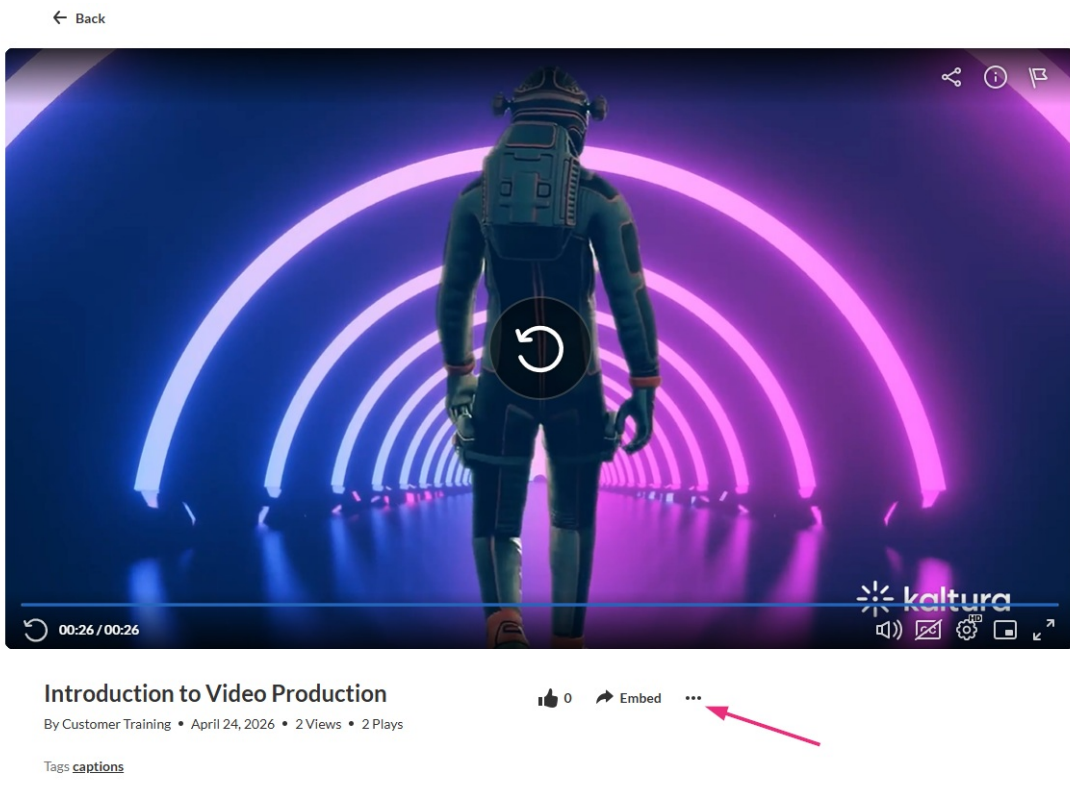 Back
kaltura
00:26 / 00:26
HD
Introduction to Video Production
0
Embed
By Customer Training • April 24, 2026 • 2 Views • 2 Plays
Tags captions